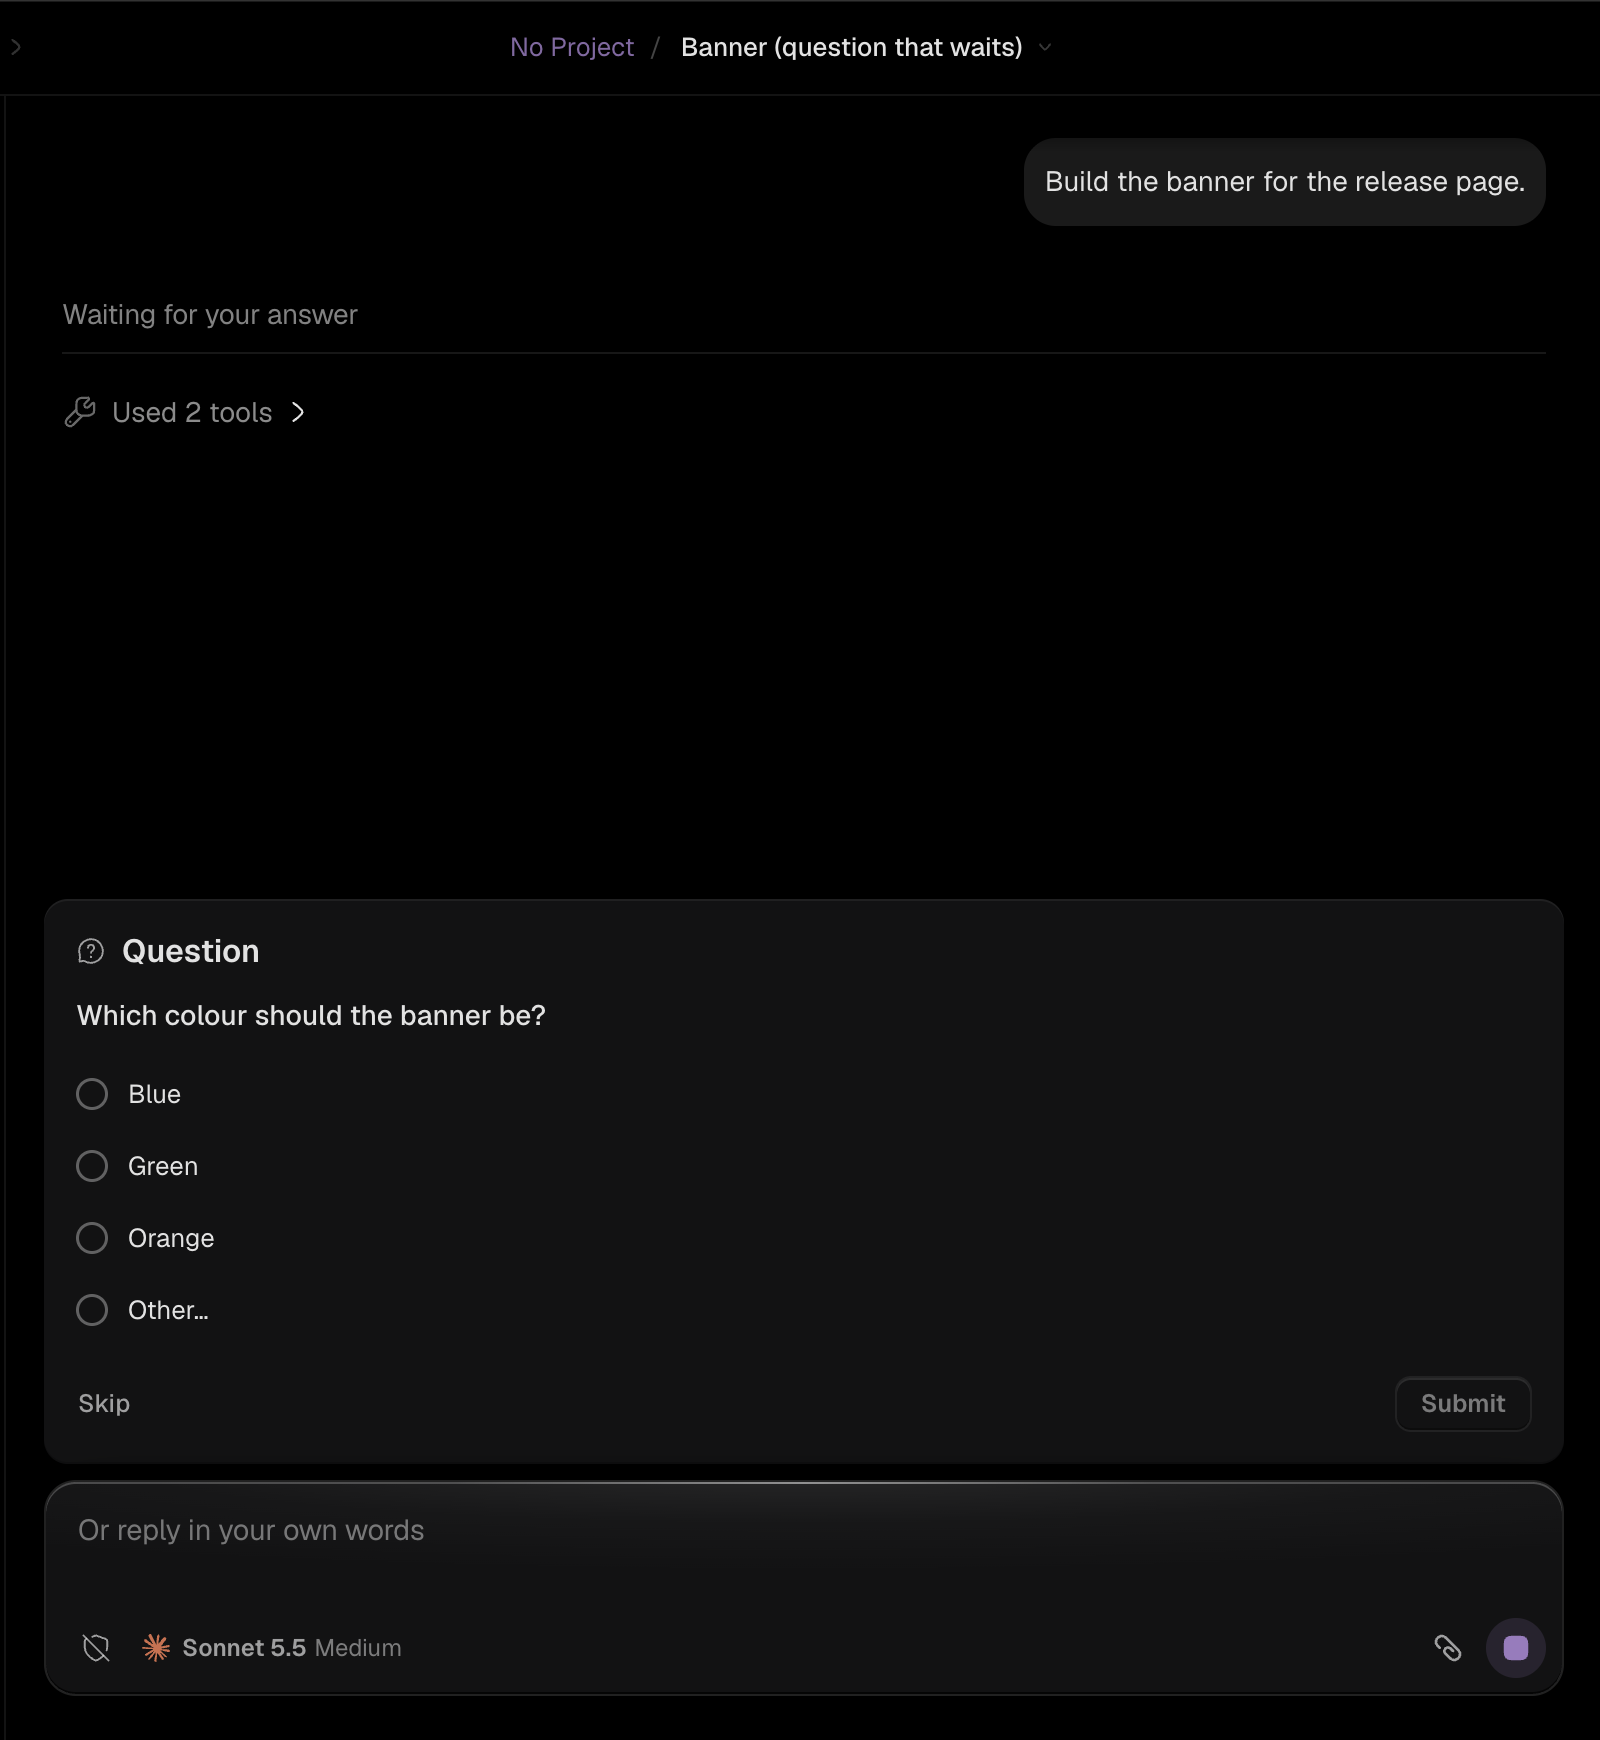 No Project / Banner (question that waits)
Build the banner for the release page.
Waiting for your answer
Used 2 tools
Question
Which colour should the banner be?
Blue
Green
Orange
Other...
Skip
Submit
Or reply in your own words
Sonnet 5.5 Medium